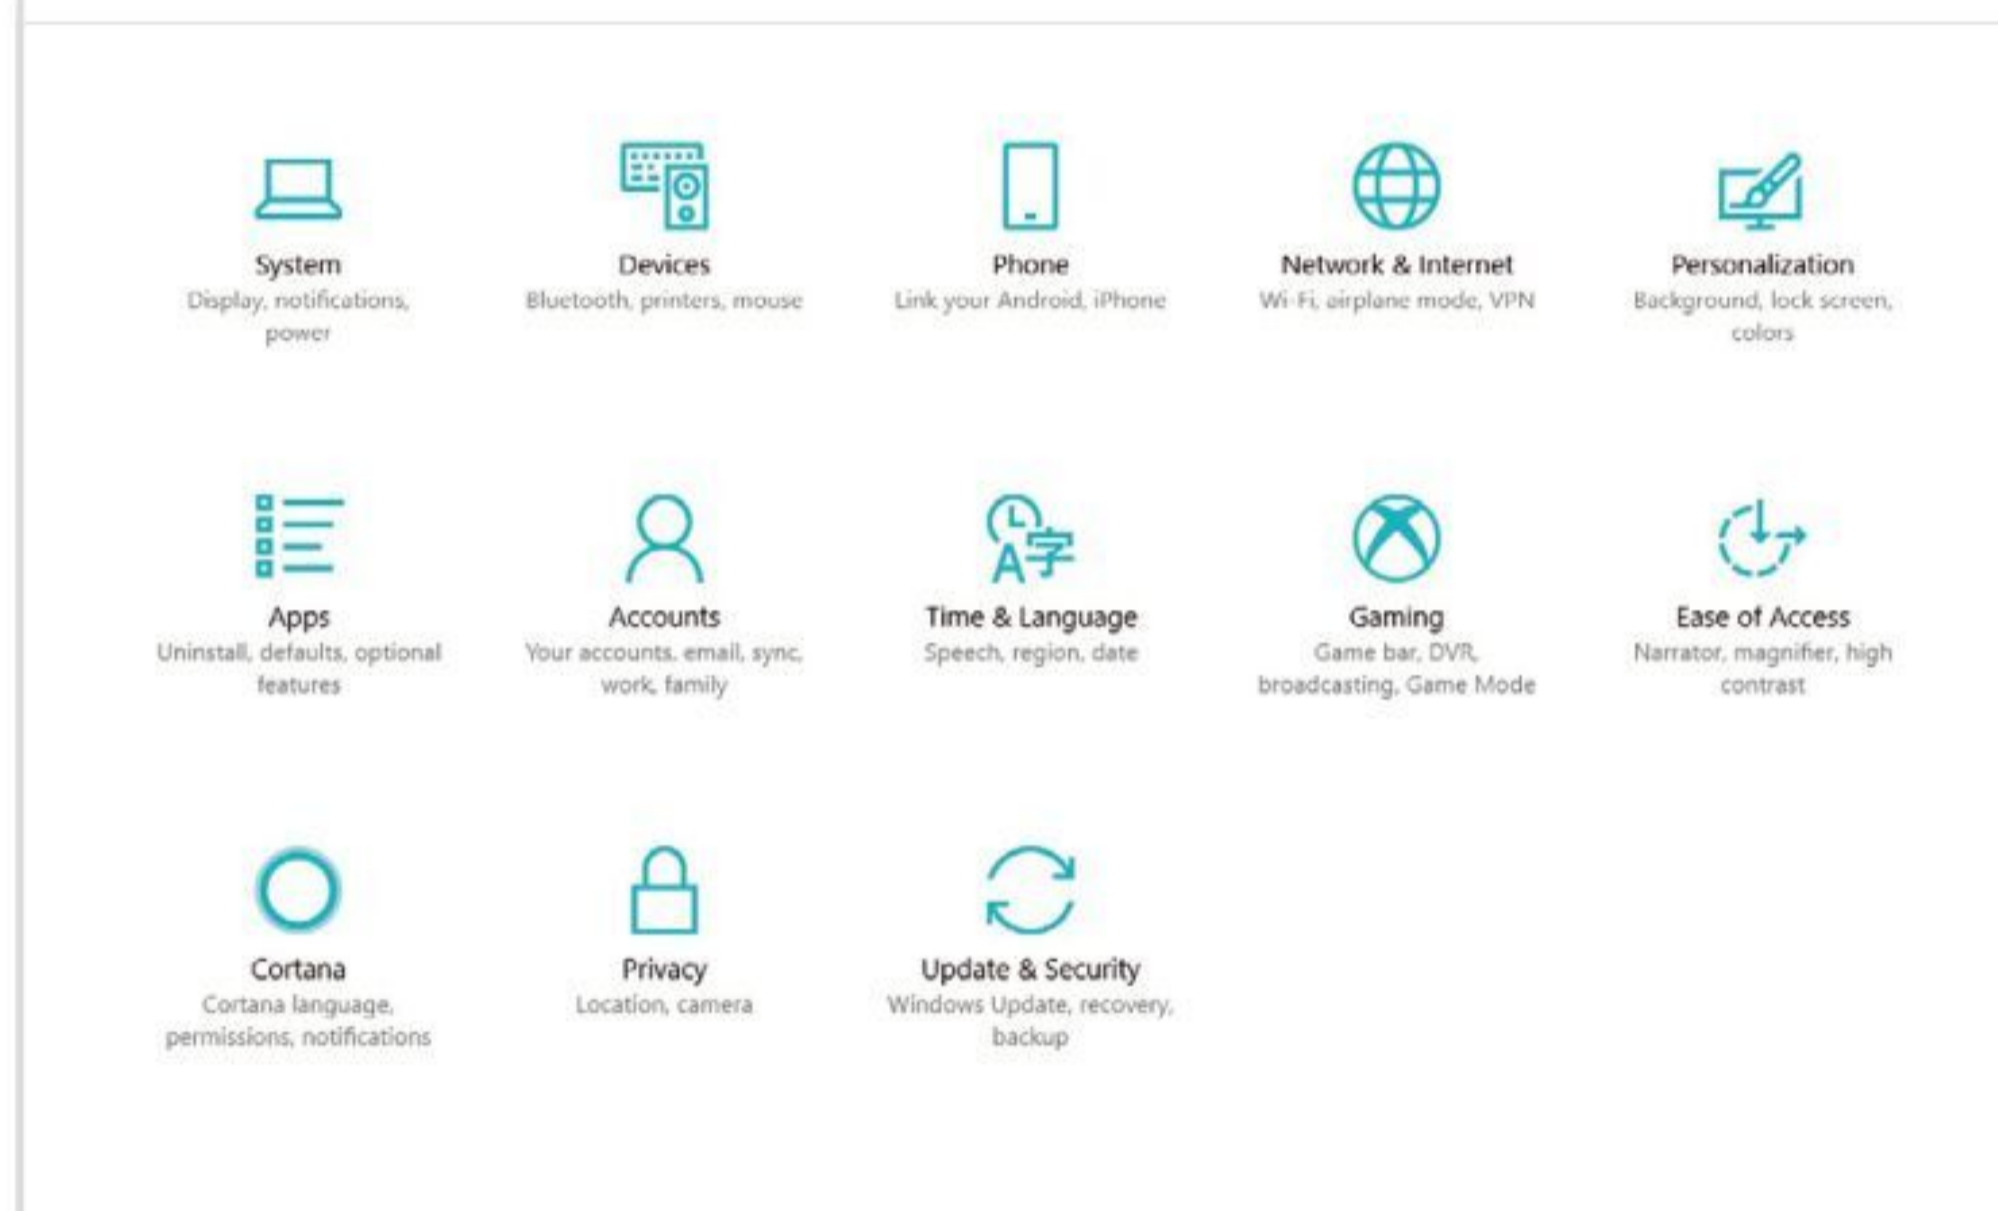 System
Display, notifications,
power
Devices
Bluetooth, printers, mouse
Phone
Link your Android, iPhone
Network & Internet
Wi-Fi, airplane mode, VPN
Personalization
Background, lock screen,
colors
Apps
Uninstall, defaults, optional
features
Accounts
Your accounts, email, sync,
work, family
Time & Language
Speech, region, date
Gaming
Game bar, DVR,
broadcasting, Game Mode
Ease of Access
Narrator, magnifier, high
contrast
Cortana
Cortana language,
permissions, notifications
Privacy
Location, camera
Update & Security
Windows Update, recovery,
backup